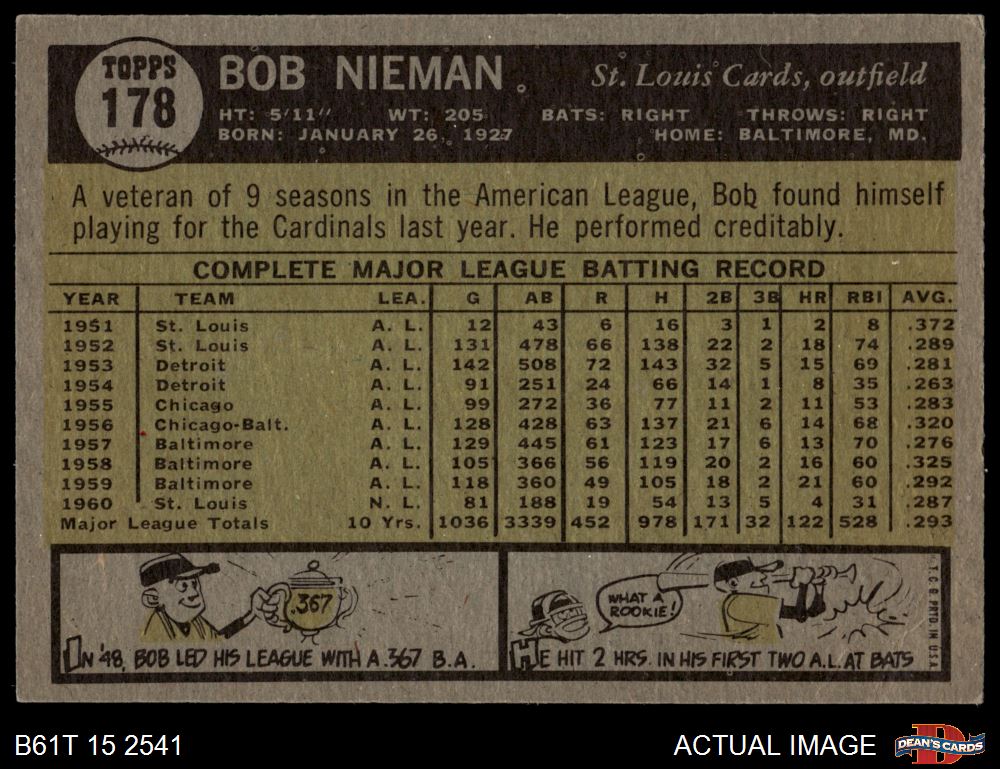 TOPPS
178
BOB NIEMAN
St. Louis Cards, outfield
HT: 5'11" WT: 205 BATS: RIGHT THROWS: RIGHT
BORN: JANUARY 26, 1927 HOME: BALTIMORE, MD.
A veteran of 9 seasons in the American League, Bob found himself
playing for the Cardinals last year. He performed creditably.
COMPLETE MAJOR LEAGUE BATTING RECORD
YEAR TEAM LEA. G AB R H 2B 3B HR RBI AVG.
1951 St. Louis A. L. 12 43 6 16 3 1 2 8 .372
1952 St. Louis A. L. 131 478 66 138 22 2 18 74 .289
1953 Detroit A. L. 142 508 72 143 32 5 15 69 .281
1954 Detroit A. L. 91 251 24 66 14 1 8 35 .263
1955 Chicago A. L. 99 272 36 77 11 2 11 53 .283
1956 Chicago-Balt. A. L. 128 428 63 137 21 6 14 68 .320
1957 Baltimore A. L. 129 445 61 123 17 6 13 70 .276
1958 Baltimore A. L. 105 366 56 119 20 2 16 60 .325
1959 Baltimore A. L. 118 360 49 105 18 2 21 60 .292
1960 St. Louis N. L. 81 188 19 54 13 5 4 31 .287
Major League Totals 10 Yrs. 1036 3339 452 978 171 32 122 528 .293
.367
IN '48, BOB LED HIS LEAGUE WITH A .367 B.A.
WHAT A
ROOKIE!
HE HIT 2 HRS. IN HIS FIRST TWO A.L. AT BATS
T.C.G. PRTD. IN U.S.A.
B61T 15 2541
ACTUAL IMAGE
D
DEAN'S CARDS